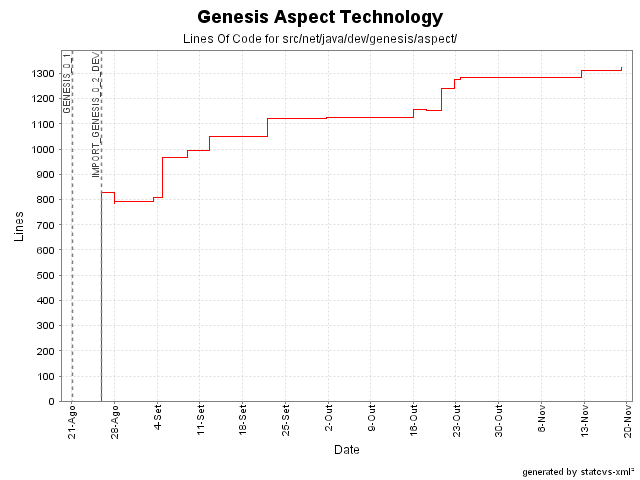 Genesis Aspect Technology
Lines Of Code for src/net/java/dev/genesis/aspect/
GENESIS_0_1
IMPORT_GENESIS_0_2_DEV
Lines
1300
1200
1100
1000
900
800
700
600
500
400
300
200
100
0
21-Ago
28-Ago
4-Set
11-Set
18-Set
25-Set
2-Out
9-Out
16-Out
23-Out
30-Out
6-Nov
13-Nov
20-Nov
Date
generated by statcvs-xml²